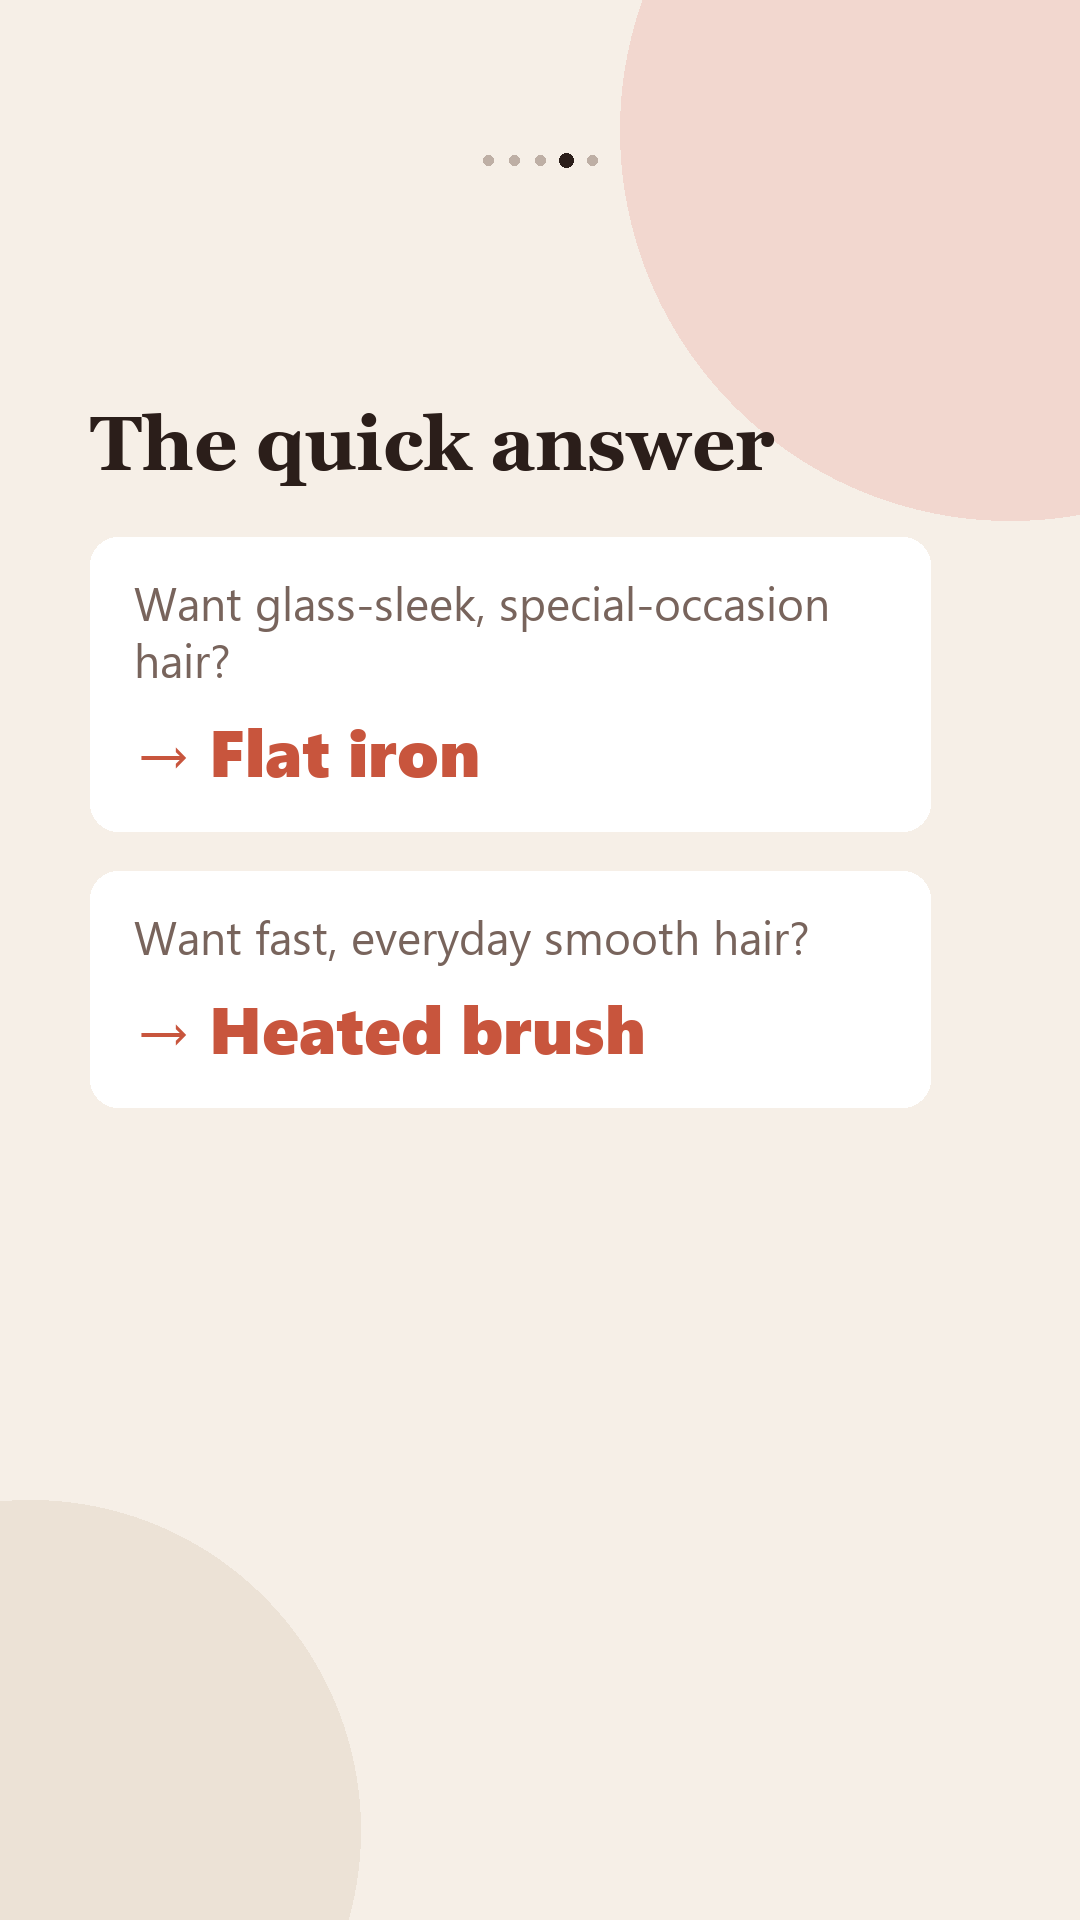 The quick answer
Want glass-sleek, special-occasion
hair?
→ Flat iron
Want fast, everyday smooth hair?
→ Heated brush